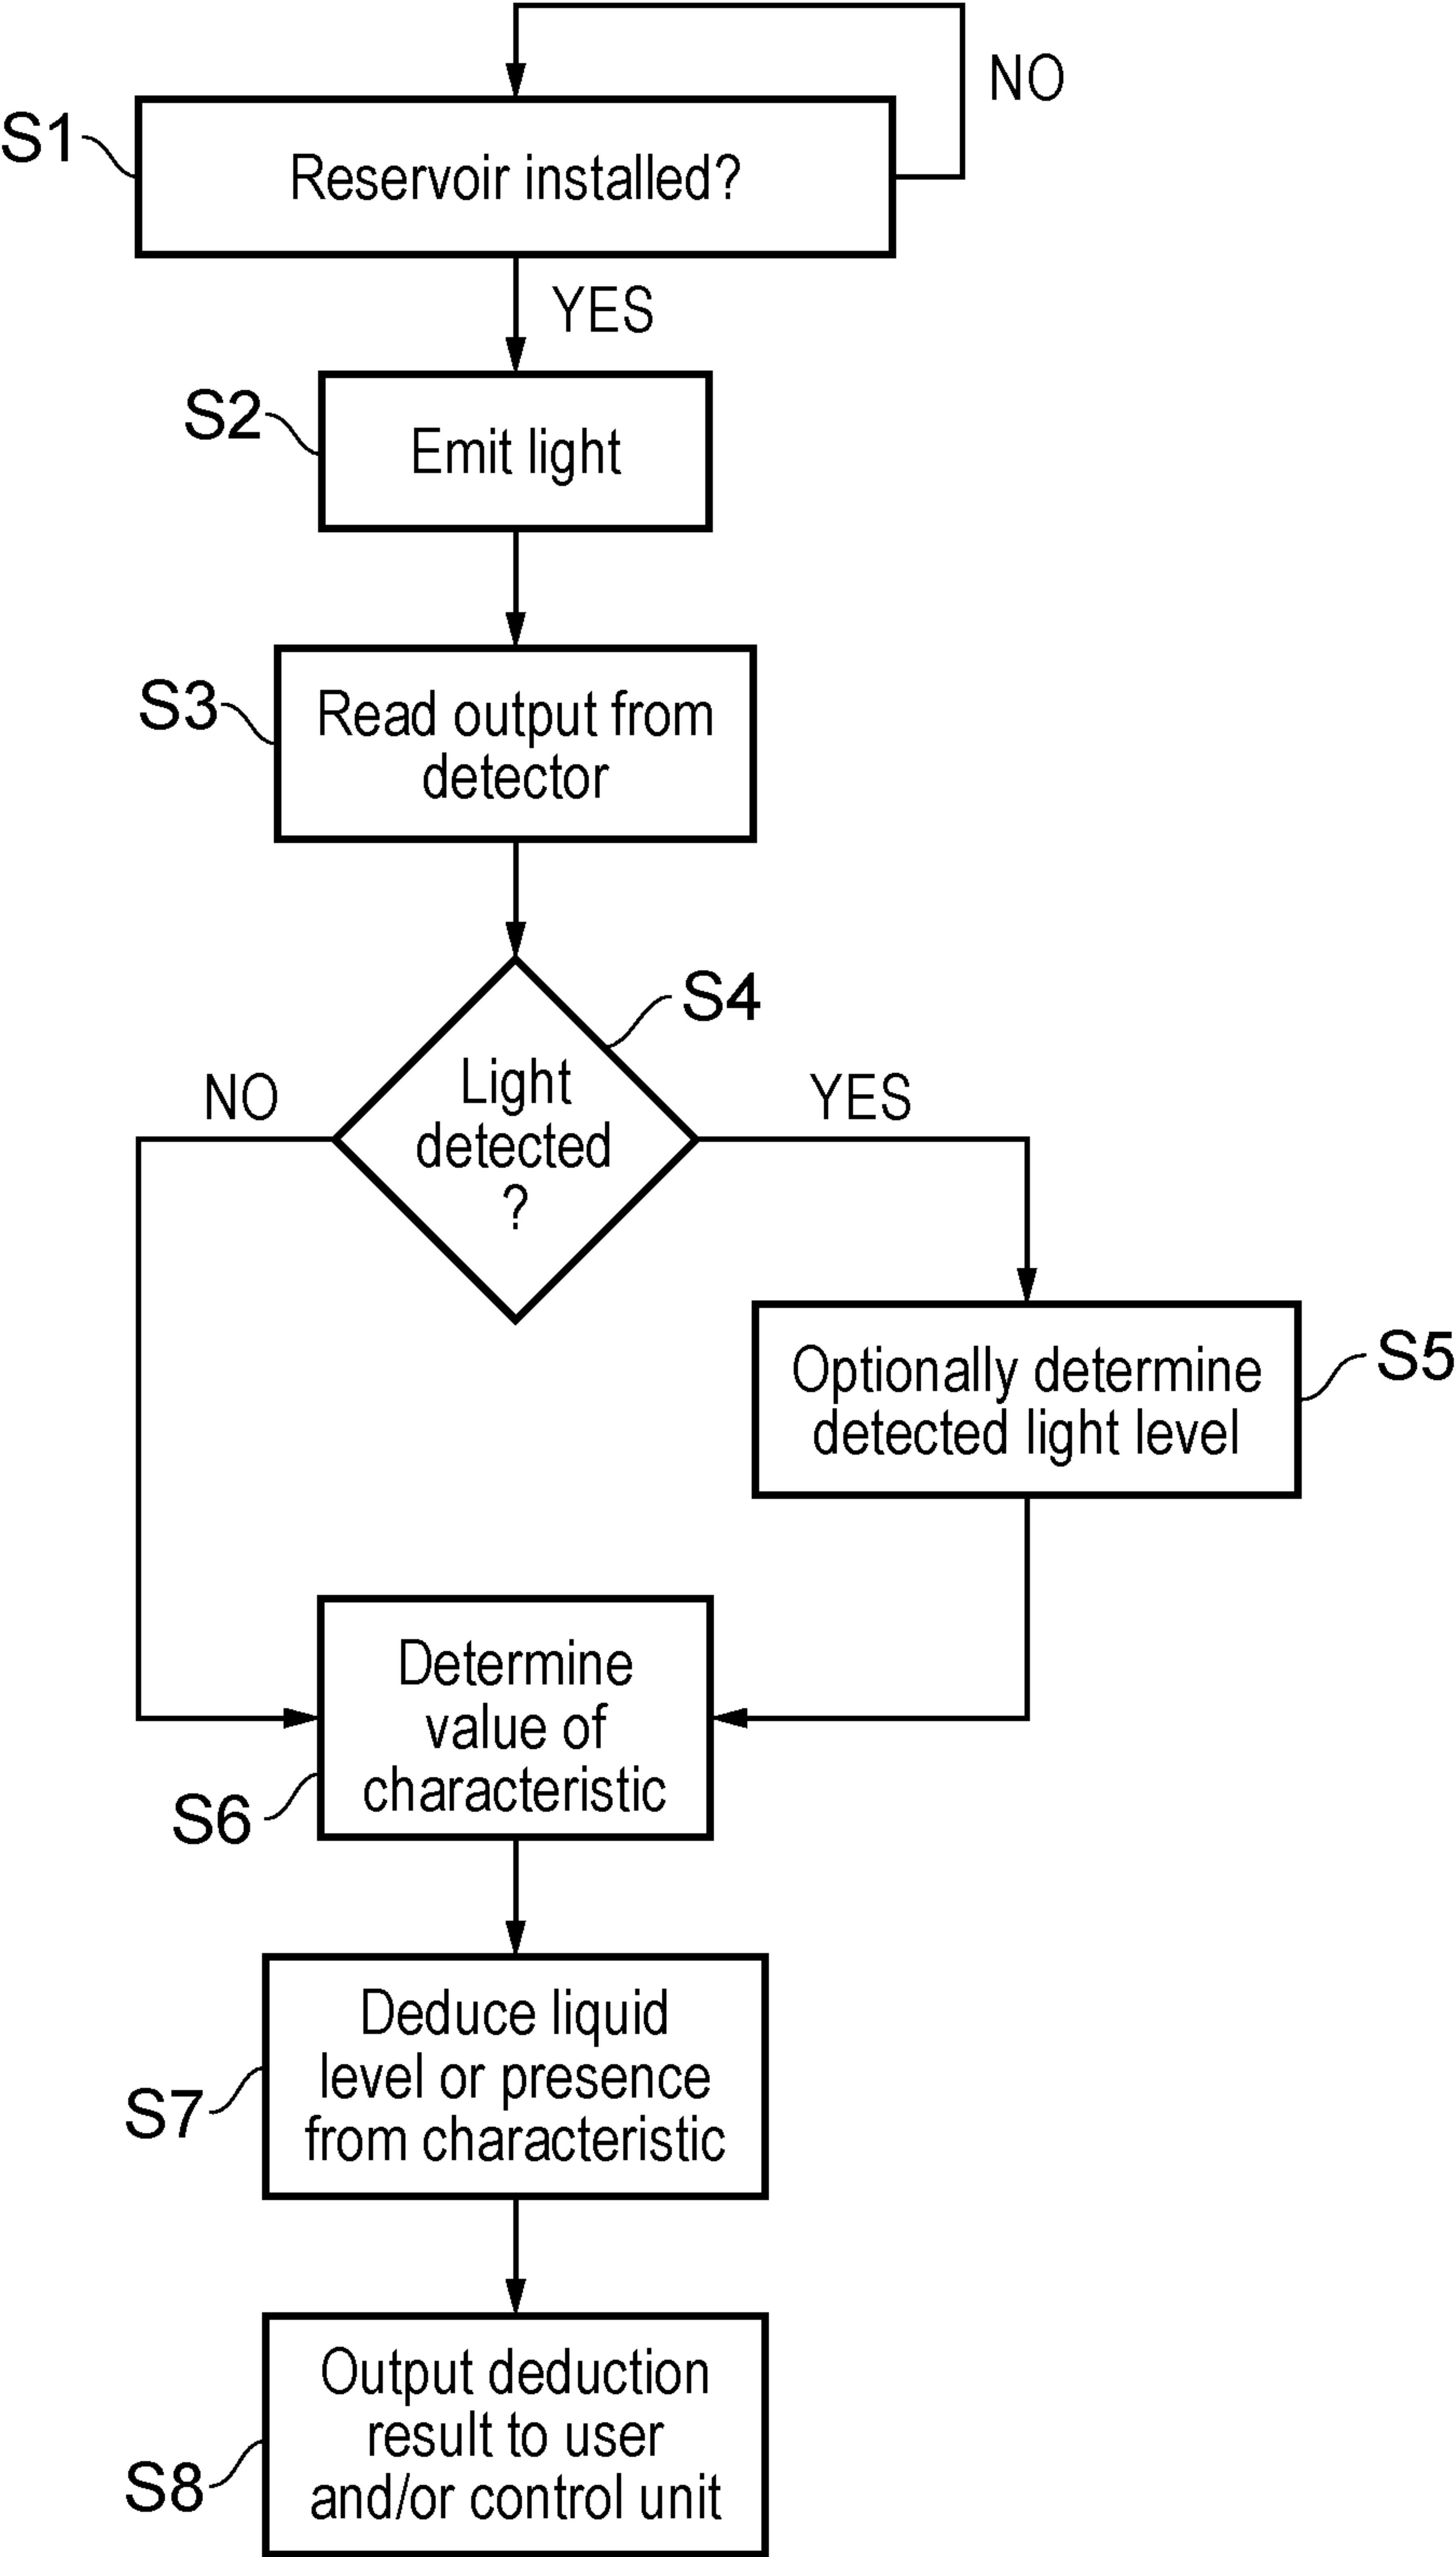 NO
S1
Reservoir installed?
YES
S2
Emit light
S3
Read output from
detector
S4
Light
detected
?
NO
YES
S5
Optionally determine
detected light level
Determine
value of
characteristic
S6
Deduce liquid
level or presence
from characteristic
S7
Output deduction
result to user
and/or control unit
S8